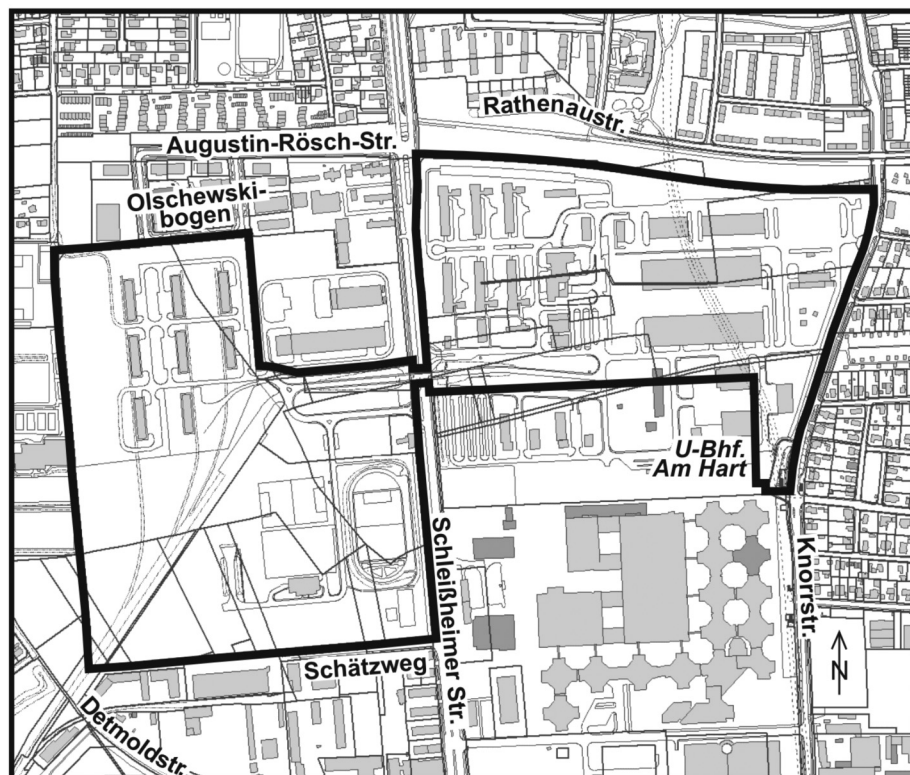 Rathenaustr.
Augustin-Rösch-Str.
Olschewski-
bogen
U-Bhf.
Am Hart
Schleißheimer Str.
Knorrstr.
N
Schätzweg
Detmoldstr.